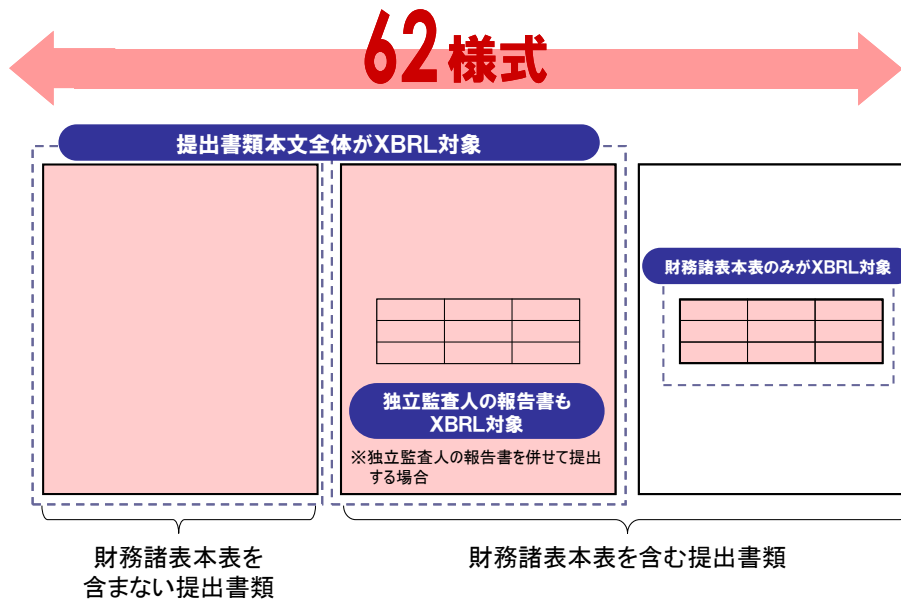 62様式
提出書類本文全体がXBRL対象
財務諸表本表のみがXBRL対象
独立監査人の報告書も
XBRL対象
※独立監査人の報告書を併せて提出
する場合
財務諸表本表を
含まない提出書類
財務諸表本表を含む提出書類